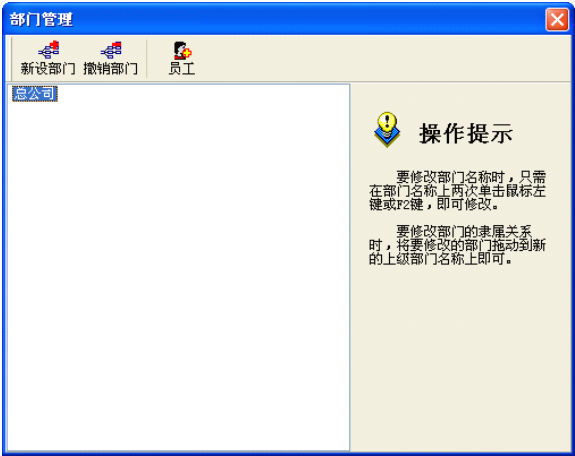 部门管理
新设部门 撤销部门 员工
总公司
操作提示
要修改部门名称时，只需
在部门名称上两次单击鼠标左
键或F2键，即可修改。
要修改部门的隶属关系
时，将要修改的部门拖动到新
的上级部门名称上即可。